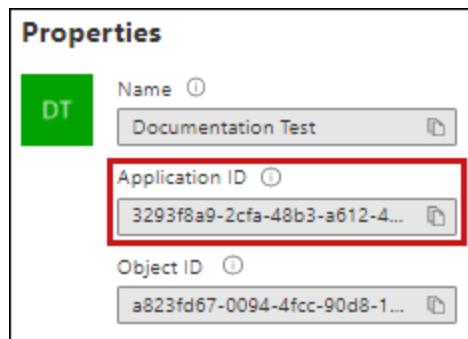 Properties
DT
Name
Documentation Test
Application ID
3293f8a9-2cfa-48b3-a612-4...
Object ID
a823fd67-0094-4fcc-90d8-1...